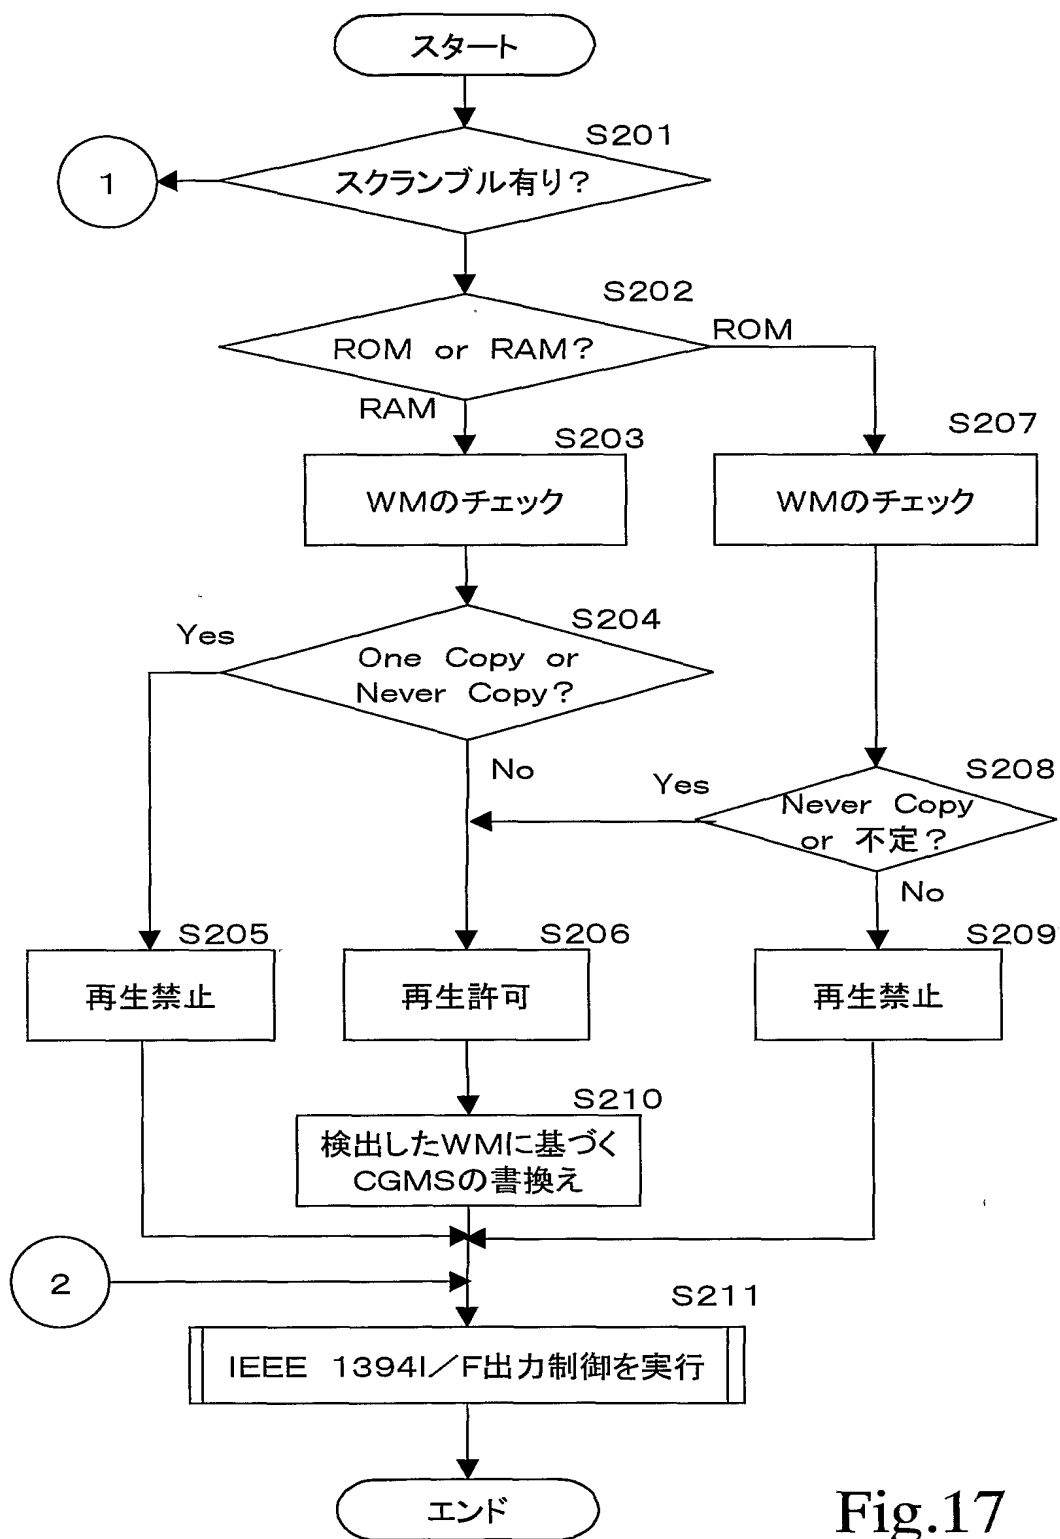 スタート
S201
1
スクランブル有り?
S202
ROM or RAM?
ROM
RAM
S203
S207
WMのチェック
WMのチェック
S204
Yes
One Copy or
Never Copy?
No
S208
Yes
Never Copy
or 不定?
No
S205
S206
S209
再生禁止
再生許可
再生禁止
S210
検出したWMに基づく
CGMSの書換え
2
S211
IEEE 1394I/F出力制御を実行
エンド
Fig.17